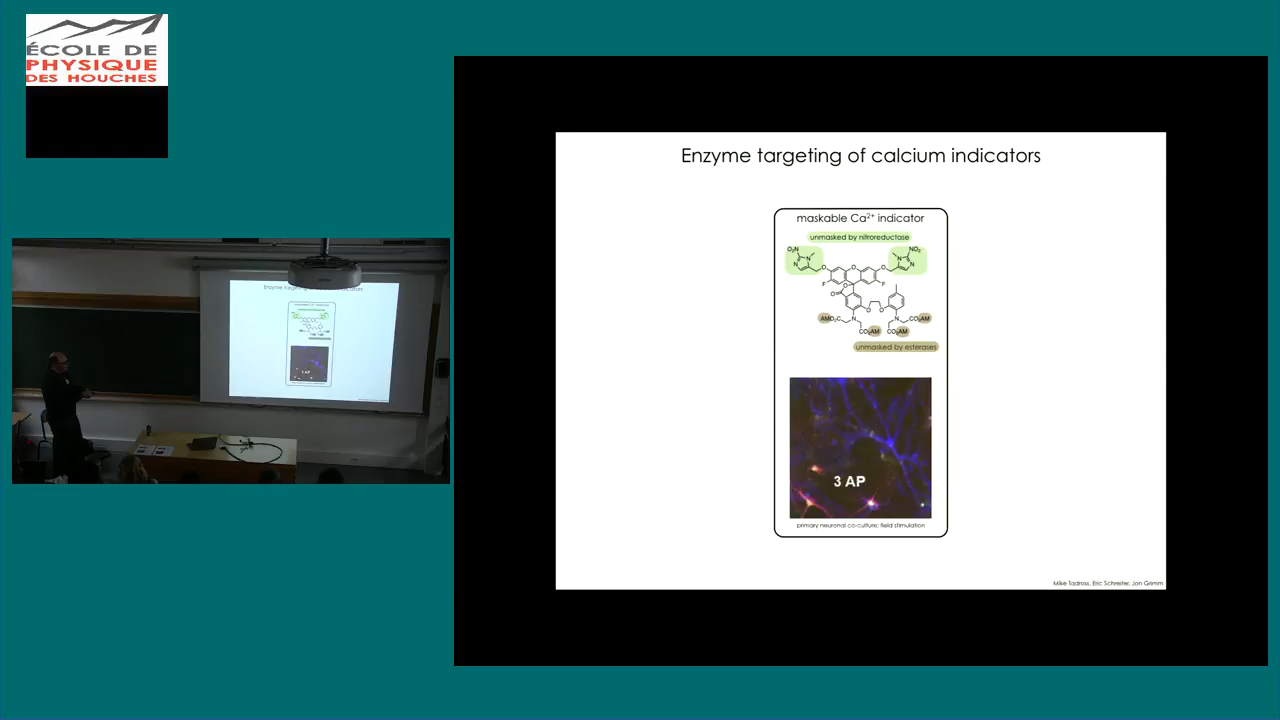 ÉCOLE DE
PHYSIQUE
DES HOUCHES
Enzyme targeting of calcium indicators
maskable Ca²⁺ indicator
unmasked by nitroreductase
O₂N
NO₂
N
N
N
N
O
O
O
F
F
O
O
O
O
AMO₂C
N
N
CO₂AM
CO₂AM
CO₂AM
unmasked by esterases
3 AP
primary neuronal co-culture; field stimulation
Mike Tadross, Eric Schreiter, Jon Grimm